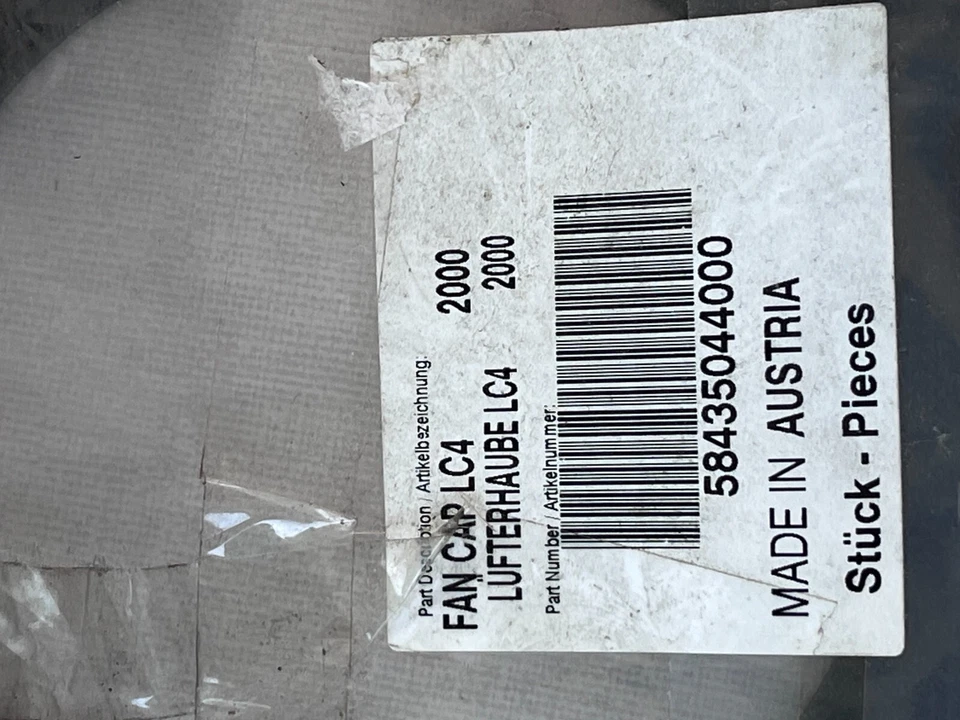 Part Description / Artikelbezeichnung:
FAN CAP LC4 2000
LÜFTERHAUBE LC4 2000
Part Number / Artikelnummer:
58435044000
MADE IN AUSTRIA
Stück - Pieces